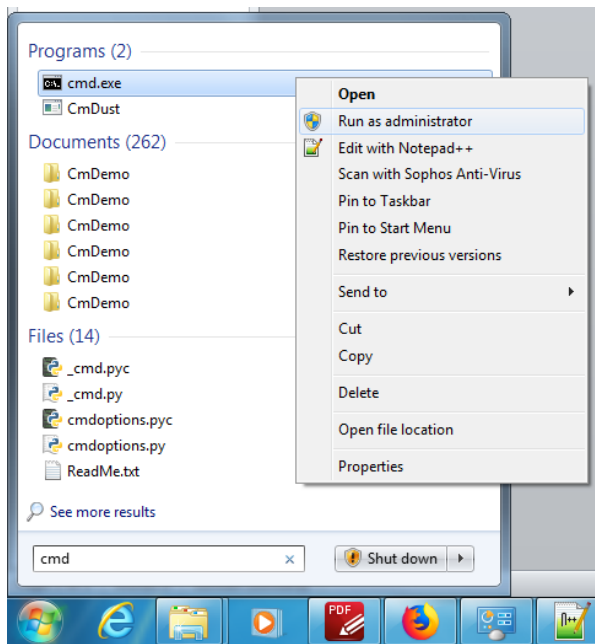 Programs (2)
cmd.exe
CmDust
Documents (262)
CmDemo
CmDemo
CmDemo
CmDemo
CmDemo
CmDemo
Files (14)
_cmd.pyc
_cmd.py
cmdoptions.pyc
cmdoptions.py
ReadMe.txt
See more results
cmd
Shut down
Open
Run as administrator
Edit with Notepad++
Scan with Sophos Anti-Virus
Pin to Taskbar
Pin to Start Menu
Restore previous versions
Send to
Cut
Copy
Delete
Open file location
Properties
PDF